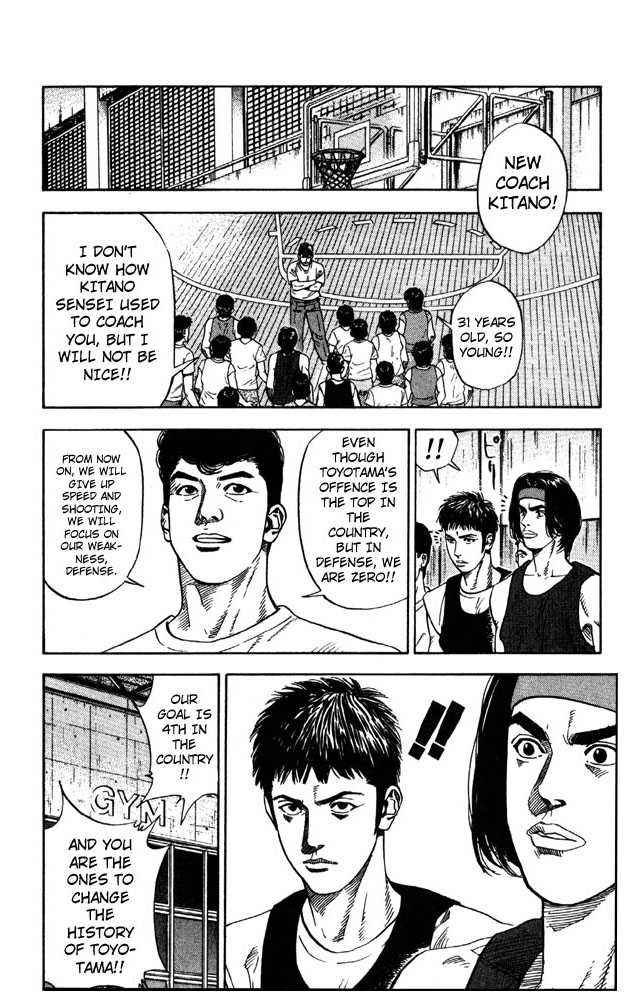 NEW
COACH
KITANO!
31 YEARS
OLD, SO
YOUNG!!
I DON'T
KNOW HOW
KITANO
SENSEI USED
TO COACH
YOU, BUT I
WILL NOT BE
NICE!!
ピリ
!!
EVEN
THOUGH
TOYOTAMA'S
OFFENCE IS
THE TOP IN
THE
COUNTRY,
BUT IN
DEFENSE, WE
ARE ZERO!!
FROM NOW
ON, WE WILL
GIVE UP
SPEED AND
SHOOTING,
WE WILL
FOCUS ON
OUR WEAK-
NESS,
DEFENSE.
!!
OUR
GOAL IS
4TH IN
THE
COUNTRY
!!
GYM
AND YOU
ARE THE
ONES TO
CHANGE
THE
HISTORY
OF TOYO-
TAMA!!